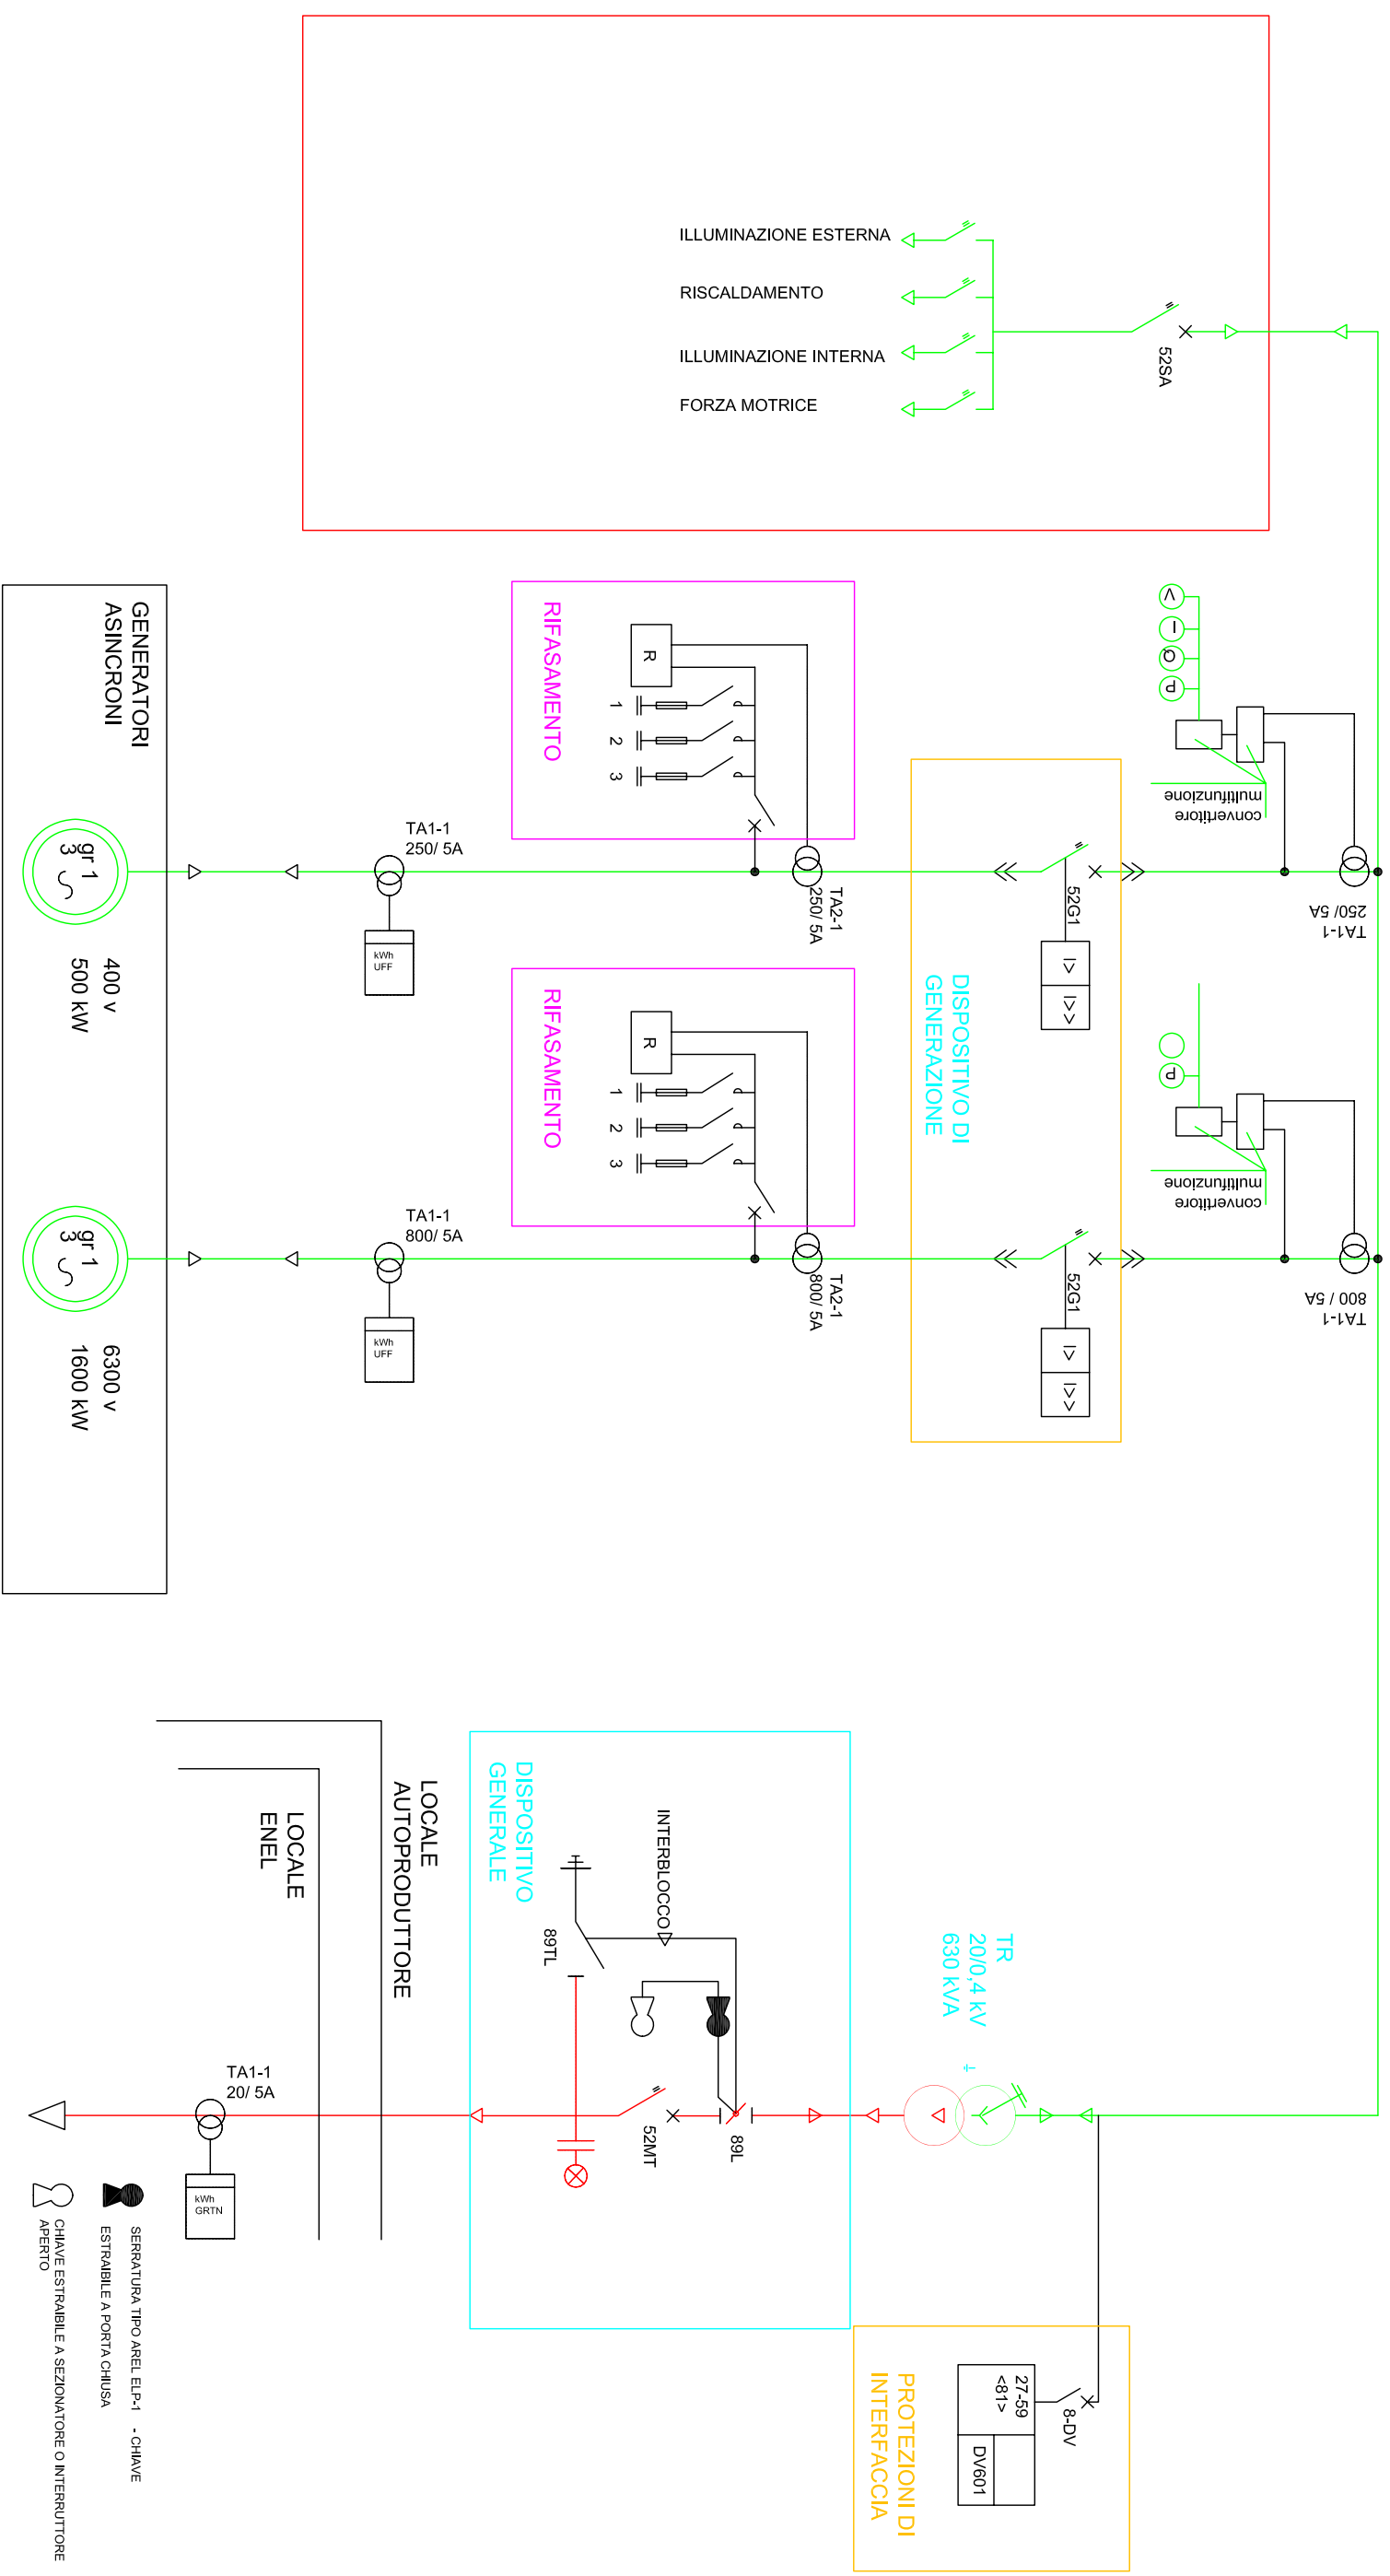 ILLUMINAZIONE ESTERNA
RISCALDAMENTO
ILLUMINAZIONE INTERNA
FORZA MOTRICE
52SA
GENERATORI
ASINCRONI
gr 1
3
400 v
500 kW
gr 1
3
6300 v
1600 kW
TA1-1
250/ 5A
kWh
UFF
TA1-1
800/ 5A
kWh
UFF
RIFASAMENTO
R
1
2
3
RIFASAMENTO
R
1
2
3
TA2-1
250/ 5A
TA2-1
800/ 5A
DISPOSITIVO DI
GENERAZIONE
52G1
I>
I>>
52G1
I>
I>>
V
I
Q
P
convertitore
multifunzione
TA1-1
250/ 5A
P
convertitore
multifunzione
TA1-1
800 / 5A
LOCALE
AUTOPRODUTTORE
LOCALE
ENEL
DISPOSITIVO
GENERALE
INTERBLOCCO
89TL
52MT
89L
TR
20/0,4 kV
630 kVA
TA1-1
20/ 5A
kWh
GRTN
PROTEZIONI DI
INTERFACCIA
27-59
<81>
DV601
8-DV
SERRATURA TIPO AREL ELP-1 - CHIAVE
ESTRAIBILE A PORTA CHIUSA
CHIAVE ESTRAIBILE A SEZIONATORE O INTERRUTTORE
APERTO